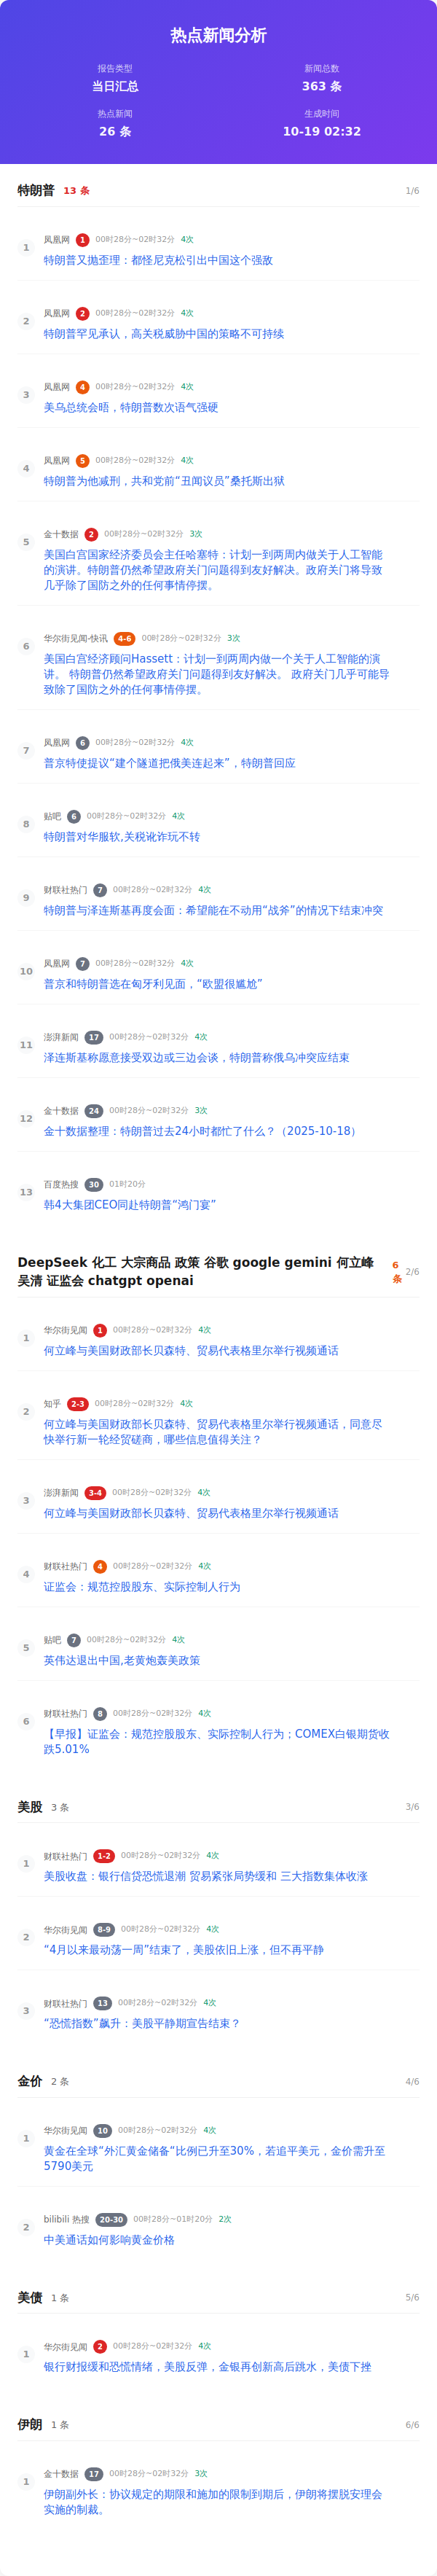 热点新闻分析
报告类型
当日汇总
新闻总数
363 条
热点新闻
26 条
生成时间
10-19 02:32
特朗普 13 条 1/6
1 凤凰网 1 00时28分~02时32分 4次
特朗普又抛歪理：都怪尼克松引出中国这个强敌
2 凤凰网 2 00时28分~02时32分 4次
特朗普罕见承认，高关税威胁中国的策略不可持续
3 凤凰网 4 00时28分~02时32分 4次
美乌总统会晤，特朗普数次语气强硬
4 凤凰网 5 00时28分~02时32分 4次
特朗普为他减刑，共和党前“丑闻议员”桑托斯出狱
5 金十数据 2 00时28分~02时32分 3次
美国白宫国家经济委员会主任哈塞特：计划一到两周内做关于人工智能
的演讲。特朗普仍然希望政府关门问题得到友好解决。政府关门将导致
几乎除了国防之外的任何事情停摆。
6 华尔街见闻-快讯 4-6 00时28分~02时32分 3次
美国白宫经济顾问Hassett：计划一到两周内做一个关于人工智能的演
讲。 特朗普仍然希望政府关门问题得到友好解决。 政府关门几乎可能导
致除了国防之外的任何事情停摆。
7 凤凰网 6 00时28分~02时32分 4次
普京特使提议“建个隧道把俄美连起来”，特朗普回应
8 贴吧 6 00时28分~02时32分 4次
特朗普对华服软,关税讹诈玩不转
9 财联社热门 7 00时28分~02时32分 4次
特朗普与泽连斯基再度会面：希望能在不动用“战斧”的情况下结束冲突
10 凤凰网 7 00时28分~02时32分 4次
普京和特朗普选在匈牙利见面，“欧盟很尴尬”
11 澎湃新闻 17 00时28分~02时32分 4次
泽连斯基称愿意接受双边或三边会谈，特朗普称俄乌冲突应结束
12 金十数据 24 00时28分~02时32分 3次
金十数据整理：特朗普过去24小时都忙了什么？（2025-10-18）
13 百度热搜 30 01时20分
韩4大集团CEO同赴特朗普“鸿门宴”
DeepSeek 化工 大宗商品 政策 谷歌 google gemini 何立峰
吴清 证监会 chatgpt openai 6 条 2/6
1 华尔街见闻 1 00时28分~02时32分 4次
何立峰与美国财政部长贝森特、贸易代表格里尔举行视频通话
2 知乎 2-3 00时28分~02时32分 4次
何立峰与美国财政部长贝森特、贸易代表格里尔举行视频通话，同意尽
快举行新一轮经贸磋商，哪些信息值得关注？
3 澎湃新闻 3-4 00时28分~02时32分 4次
何立峰与美国财政部长贝森特、贸易代表格里尔举行视频通话
4 财联社热门 4 00时28分~02时32分 4次
证监会：规范控股股东、实际控制人行为
5 贴吧 7 00时28分~02时32分 4次
英伟达退出中国,老黄炮轰美政策
6 财联社热门 8 00时28分~02时32分 4次
【早报】证监会：规范控股股东、实际控制人行为；COMEX白银期货收
跌5.01%
美股 3 条 3/6
1 财联社热门 1-2 00时28分~02时32分 4次
美股收盘：银行信贷恐慌退潮 贸易紧张局势缓和 三大指数集体收涨
2 华尔街见闻 8-9 00时28分~02时32分 4次
“4月以来最动荡一周”结束了，美股依旧上涨，但不再平静
3 财联社热门 13 00时28分~02时32分 4次
“恐慌指数”飙升：美股平静期宣告结束？
金价 2 条 4/6
1 华尔街见闻 10 00时28分~02时32分 4次
黄金在全球“外汇黄金储备”比例已升至30%，若追平美元，金价需升至
5790美元
2 bilibili 热搜 20-30 00时28分~01时20分 2次
中美通话如何影响黄金价格
美债 1 条 5/6
1 华尔街见闻 2 00时28分~02时32分 4次
银行财报缓和恐慌情绪，美股反弹，金银再创新高后跳水，美债下挫
伊朗 1 条 6/6
1 金十数据 17 00时28分~02时32分 3次
伊朗副外长：协议规定的期限和施加的限制到期后，伊朗将摆脱安理会
实施的制裁。